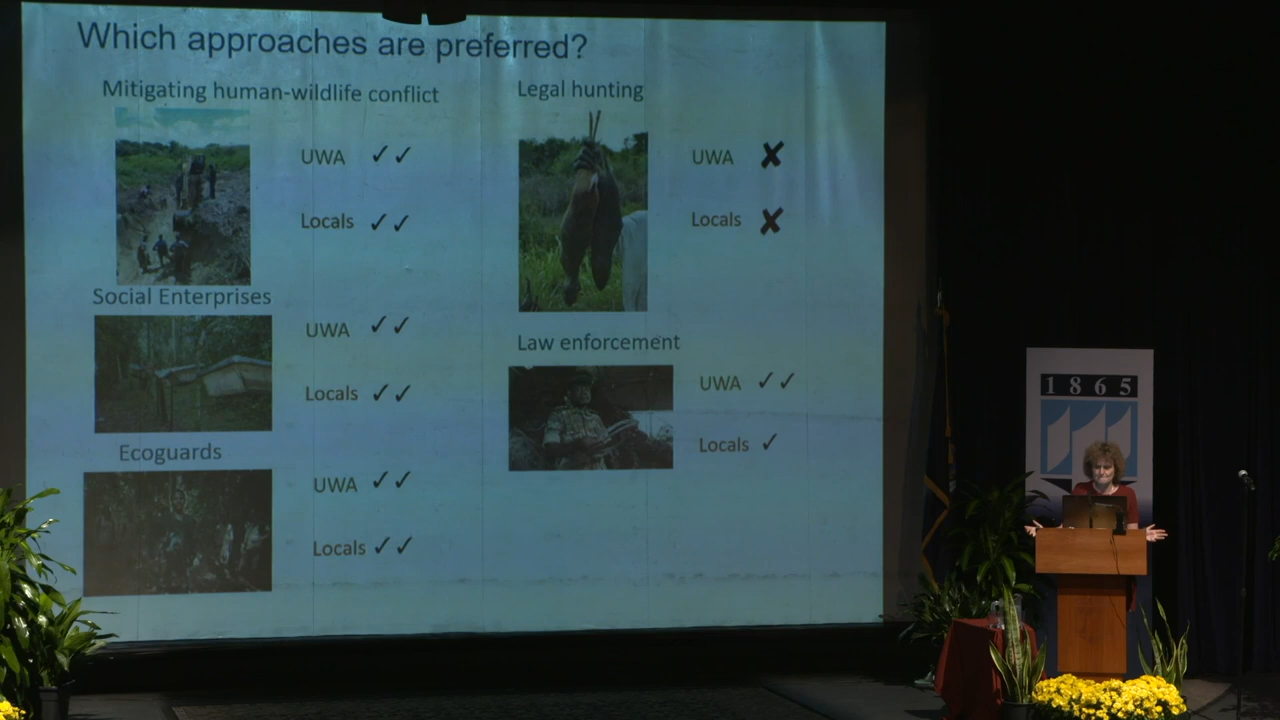 Which approaches are preferred?
Mitigating human-wildlife conflict
UWA ✓✓
Locals ✓✓
Social Enterprises
UWA ✓✓
Locals ✓✓
Ecoguards
UWA ✓✓
Locals ✓✓
Legal hunting
UWA ✘
Locals ✘
Law enforcement
UWA ✓✓
Locals ✓
1865